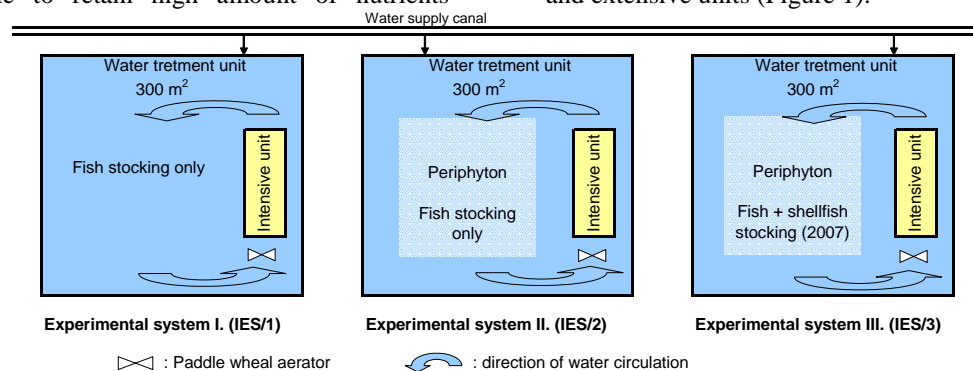 to retain high amount of nutrients
and extensive units (Figure 1).
Water supply canal
Water tretment unit
300 m²
Fish stocking only
Intensive unit
Water tretment unit
300 m²
Periphyton
Fish stocking
only
Intensive unit
Water tretment unit
300 m²
Periphyton
Fish + shellfish
stocking (2007)
Intensive unit
Experimental system I. (IES/1)
Experimental system II. (IES/2)
Experimental system III. (IES/3)
: Paddle wheal aerator
: direction of water circulation